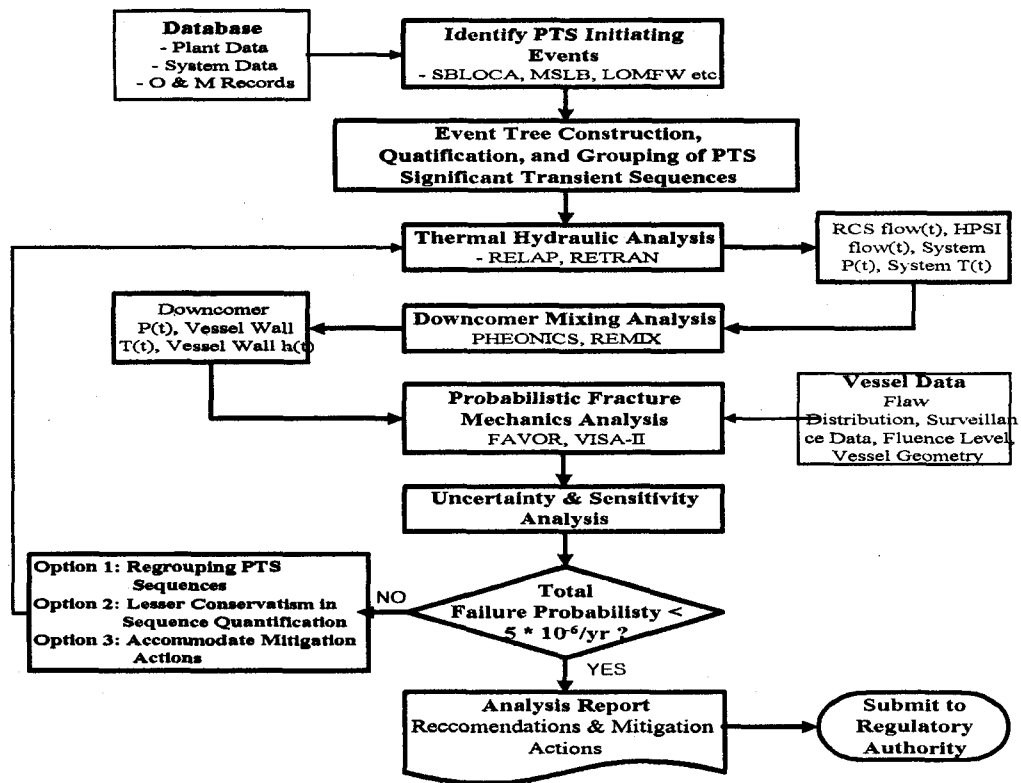 Database
- Plant Data
- System Data
- O & M Records
Identify PTS Initiating
Events
- SBLOCA, MSLB, LOMFW etc.
Event Tree Construction,
Quatification, and Grouping of PTS
Significant Transient Sequences
Thermal Hydraulic Analysis
- RELAP, RETRAN
RCS flow(t), HPSI
flow(t), System
P(t), System T(t)
Downcomer Mixing Analysis
PHEONICS, REMIX
Downcomer
P(t), Vessel Wall
T(t), Vessel Wall h(t)
Probabilistic Fracture
Mechanics Analysis
FAVOR, VISA-II
Vessel Data
Flaw
Distribution, Surveillan
ce Data, Fluence Level,
Vessel Geometry
Uncertainty & Sensitivity
Analysis
Total
Failure Probabilisty <
5 * 10⁻⁶/yr ?
NO
Option 1: Regrouping PTS
Sequences
Option 2: Lesser Conservatism in
Sequence Quantification
Option 3: Accommodate Mitigation
Actions
YES
Analysis Report
Reccomendations & Mitigation
Actions
Submit to
Regulatory
Authority